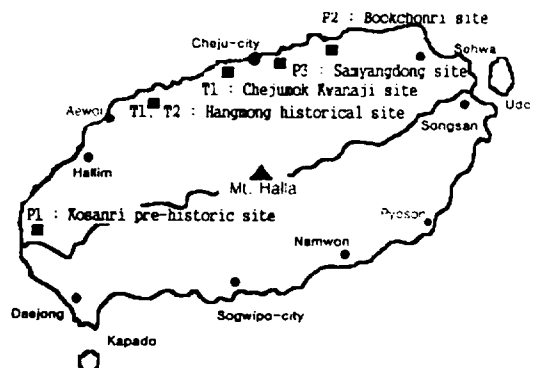 P2 : Bookchonri site
Cheju-city
Sohwa
P3 : Samyangdong site
T1 : Chejumok Kwanaji site
Udo
Aewol
T1, T2 : Hangmong historical site
Songsan
Hallim
Mt. Halla
P1 : Kosanri pre-historic site
Pyoson
Namwon
Daejong
Sogwipo-city
Kapado